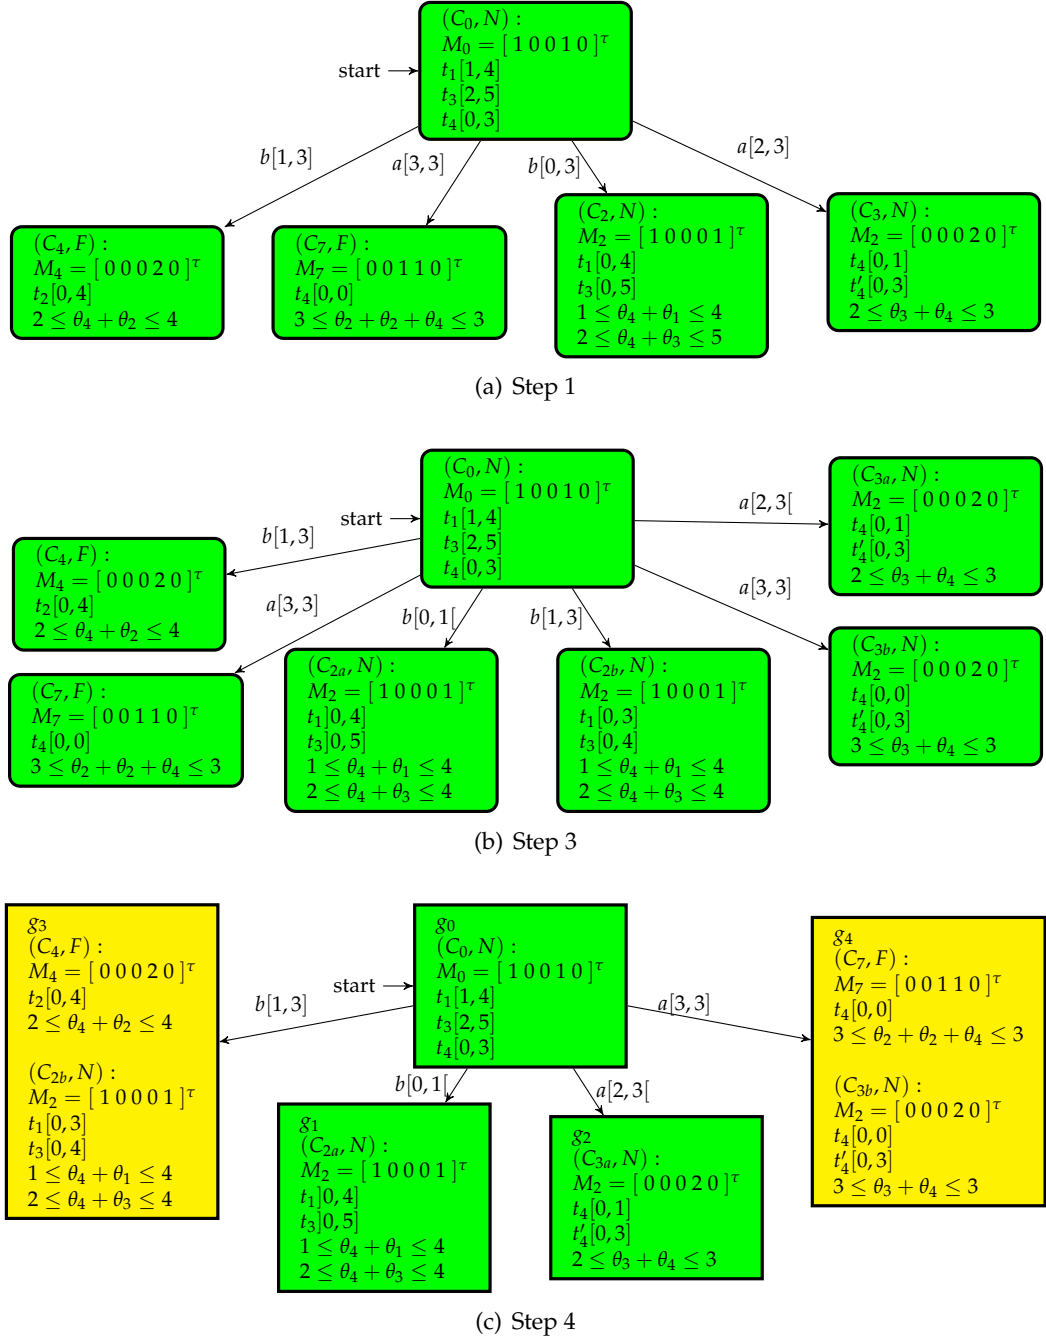 (C₀, N) :
M₀ = [ 1 0 0 1 0 ]^τ
start
t₁[1, 4]
t₃[2, 5]
t₄[0, 3]
b[1, 3]
a[3, 3]
b[0, 3]
a[2, 3]
(C₄, F) :
M₄ = [ 0 0 0 2 0 ]^τ
t₂[0, 4]
2 ≤ θ₄ + θ₂ ≤ 4
(C₇, F) :
M₇ = [ 0 0 1 1 0 ]^τ
t₄[0, 0]
3 ≤ θ₂ + θ₂ + θ₄ ≤ 3
(C₂, N) :
M₂ = [ 1 0 0 0 1 ]^τ
t₁[0, 4]
t₃[0, 5]
1 ≤ θ₄ + θ₁ ≤ 4
2 ≤ θ₄ + θ₃ ≤ 5
(C₃, N) :
M₂ = [ 0 0 0 2 0 ]^τ
t₄[0, 1]
t′₄[0, 3]
2 ≤ θ₃ + θ₄ ≤ 3
(a) Step 1
(C₀, N) :
M₀ = [ 1 0 0 1 0 ]^τ
start
t₁[1, 4]
t₃[2, 5]
t₄[0, 3]
b[1, 3]
a[3, 3]
b[0, 1[
b[1, 3]
a[2, 3[
a[3, 3]
(C₃ₐ, N) :
M₂ = [ 0 0 0 2 0 ]^τ
t₄[0, 1]
t′₄[0, 3]
2 ≤ θ₃ + θ₄ ≤ 3
(C₄, F) :
M₄ = [ 0 0 0 2 0 ]^τ
t₂[0, 4]
2 ≤ θ₄ + θ₂ ≤ 4
(C₇, F) :
M₇ = [ 0 0 1 1 0 ]^τ
t₄[0, 0]
3 ≤ θ₂ + θ₂ + θ₄ ≤ 3
(C₂ₐ, N) :
M₂ = [ 1 0 0 0 1 ]^τ
t₁]0, 4]
t₃]0, 5]
1 ≤ θ₄ + θ₁ ≤ 4
2 ≤ θ₄ + θ₃ ≤ 4
(C_2b, N) :
M₂ = [ 1 0 0 0 1 ]^τ
t₁[0, 3]
t₃[0, 4]
1 ≤ θ₄ + θ₁ ≤ 4
2 ≤ θ₄ + θ₃ ≤ 4
(C_3b, N) :
M₂ = [ 0 0 0 2 0 ]^τ
t₄[0, 0]
t′₄[0, 3]
3 ≤ θ₃ + θ₄ ≤ 3
(b) Step 3
g₃
(C₄, F) :
M₄ = [ 0 0 0 2 0 ]^τ
t₂[0, 4]
2 ≤ θ₄ + θ₂ ≤ 4
(C_2b, N) :
M₂ = [ 1 0 0 0 1 ]^τ
t₁[0, 3]
t₃[0, 4]
1 ≤ θ₄ + θ₁ ≤ 4
2 ≤ θ₄ + θ₃ ≤ 4
g₀
(C₀, N) :
M₀ = [ 1 0 0 1 0 ]^τ
start
t₁[1, 4]
t₃[2, 5]
t₄[0, 3]
b[1, 3]
a[3, 3]
b[0, 1[
a[2, 3[
g₄
(C₇, F) :
M₇ = [ 0 0 1 1 0 ]^τ
t₄[0, 0]
3 ≤ θ₂ + θ₂ + θ₄ ≤ 3
(C_3b, N) :
M₂ = [ 0 0 0 2 0 ]^τ
t₄[0, 0]
t′₄[0, 3]
3 ≤ θ₃ + θ₄ ≤ 3
g₁
(C₂ₐ, N) :
M₂ = [ 1 0 0 0 1 ]^τ
t₁]0, 4]
t₃]0, 5]
1 ≤ θ₄ + θ₁ ≤ 4
2 ≤ θ₄ + θ₃ ≤ 4
g₂
(C₃ₐ, N) :
M₂ = [ 0 0 0 2 0 ]^τ
t₄[0, 1]
t′₄[0, 3]
2 ≤ θ₃ + θ₄ ≤ 3
(c) Step 4